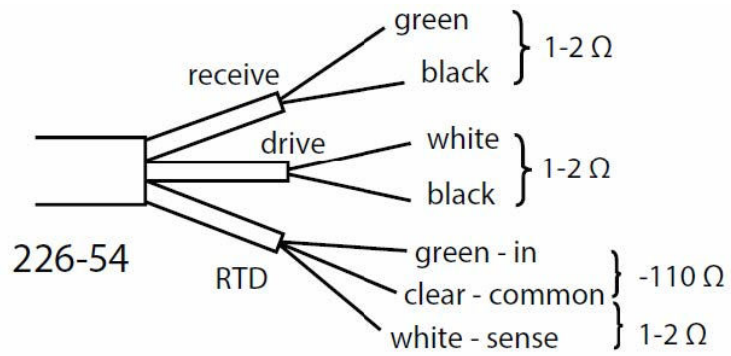 green
1-2 Ω
receive
black
drive
white
1-2 Ω
black
226-54
RTD
green - in
-110 Ω
clear - common
white - sense
1-2 Ω